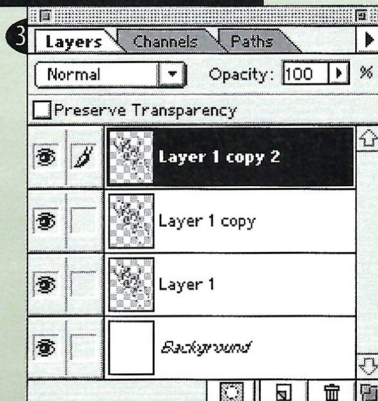 3
Layers Channels Paths
Normal Opacity: 100 %
Preserve Transparency
Layer 1 copy 2
Layer 1 copy
Layer 1
Background